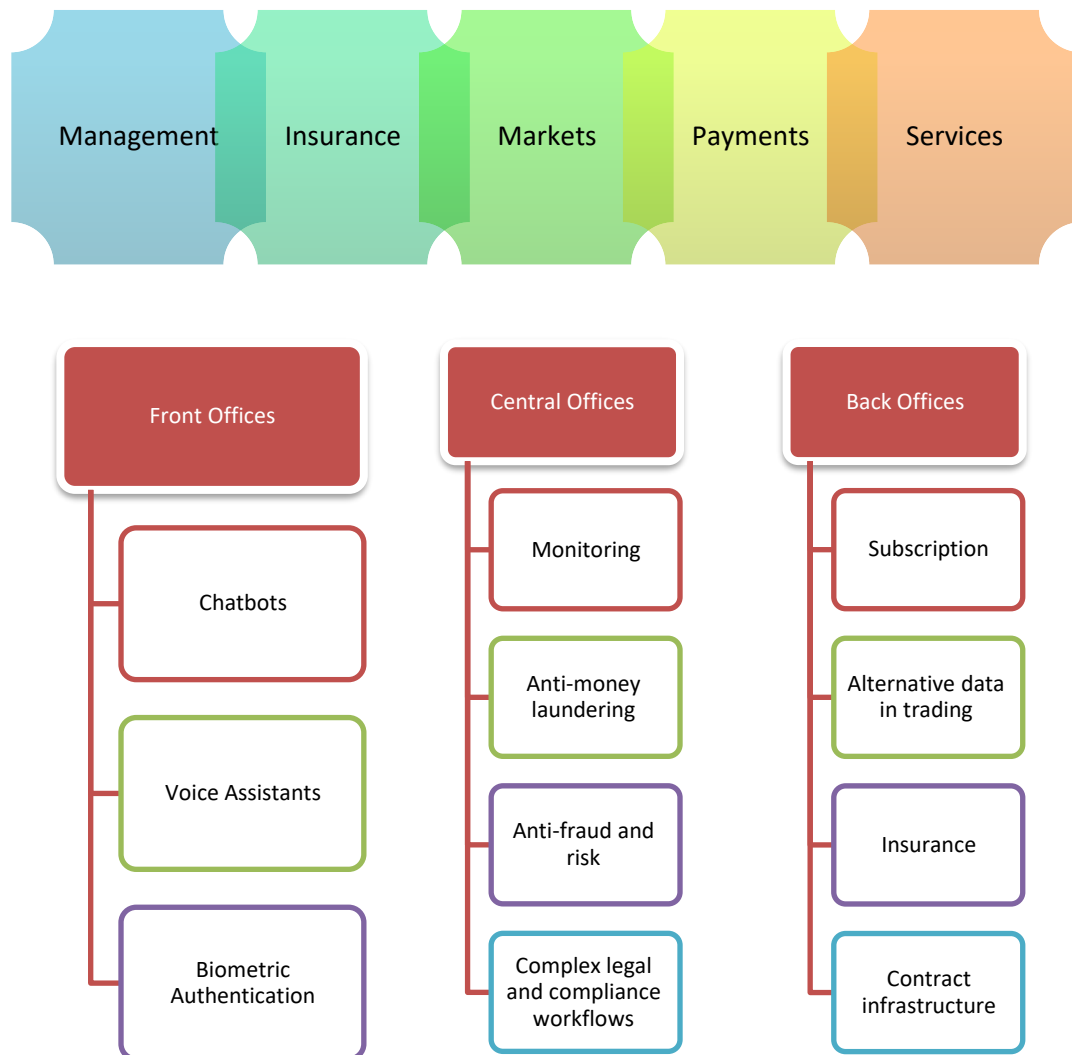 Management
Insurance
Markets
Payments
Services
Front Offices
Chatbots
Voice Assistants
Biometric
Authentication
Central Offices
Monitoring
Anti-money
laundering
Anti-fraud and
risk
Complex legal
and compliance
workflows
Back Offices
Subscription
Alternative data
in trading
Insurance
Contract
infrastructure